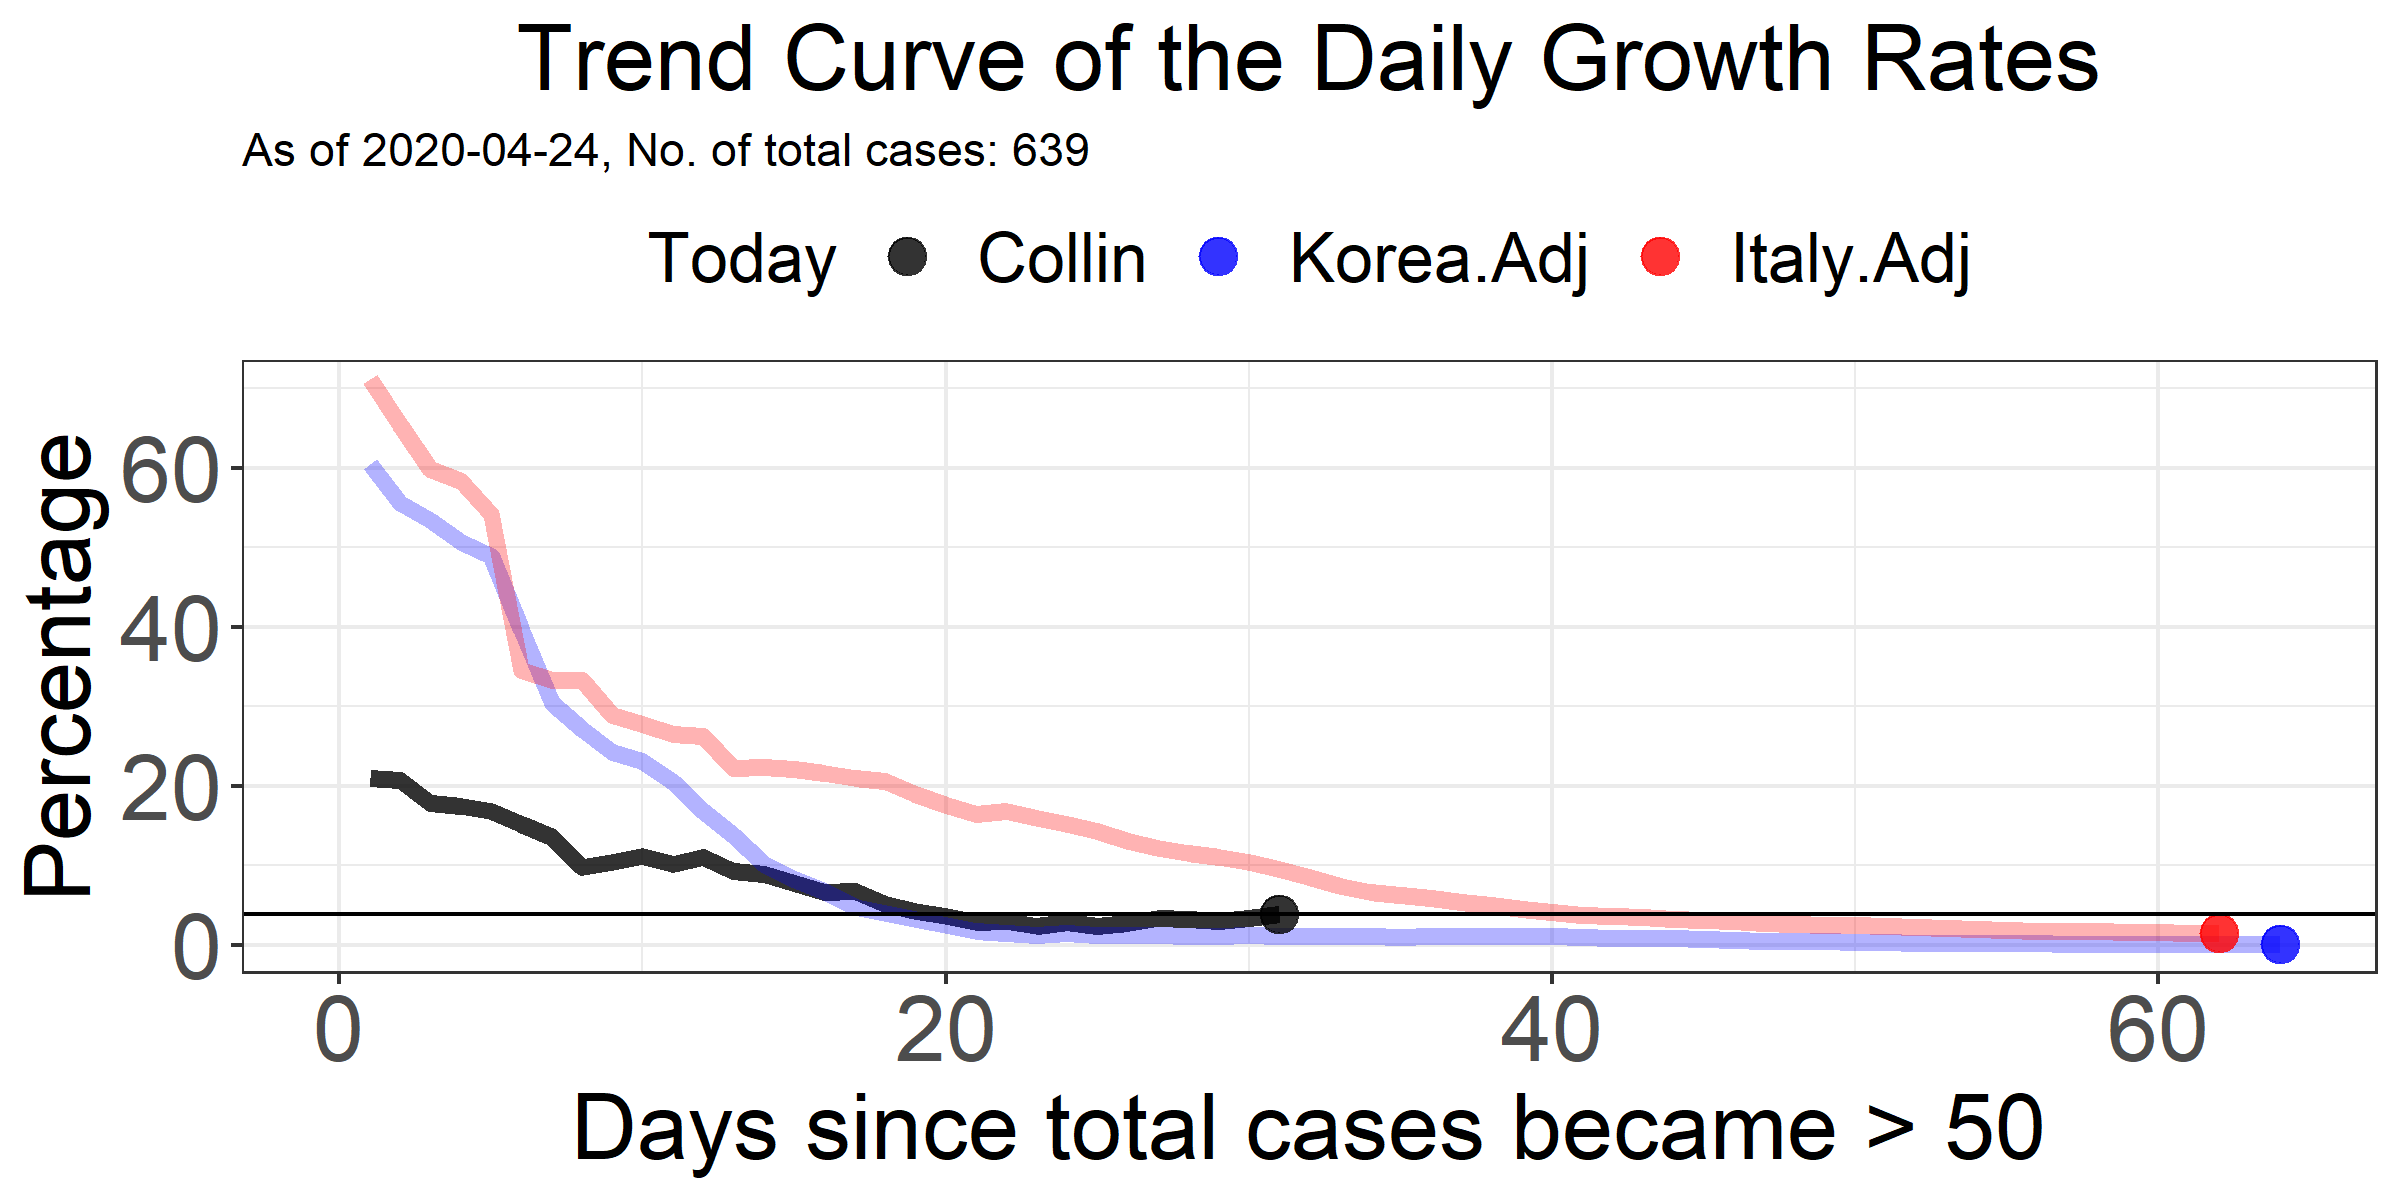 Trend Curve of the Daily Growth Rates
As of 2020-04-24, No. of total cases: 639
Today Collin Korea.Adj Italy.Adj
Percentage
60
40
20
0
0 20 40 60
Days since total cases became > 50